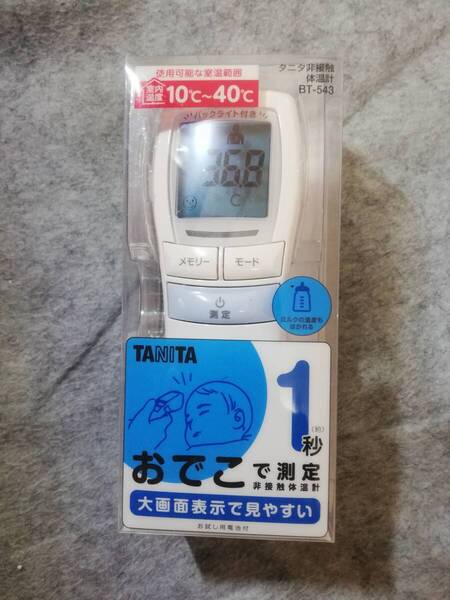 使用可能な室温範囲
室内温度
10℃～40℃
タニタ非接触
体温計
BT-543
バックライト付き
36.8
℃
メモリー
モード
測定
ミルクの温度も
はかれる
TANITA
1秒
(約)
おでこで測定
非接触体温計
大画面表示で見やすい
お試し用電池付